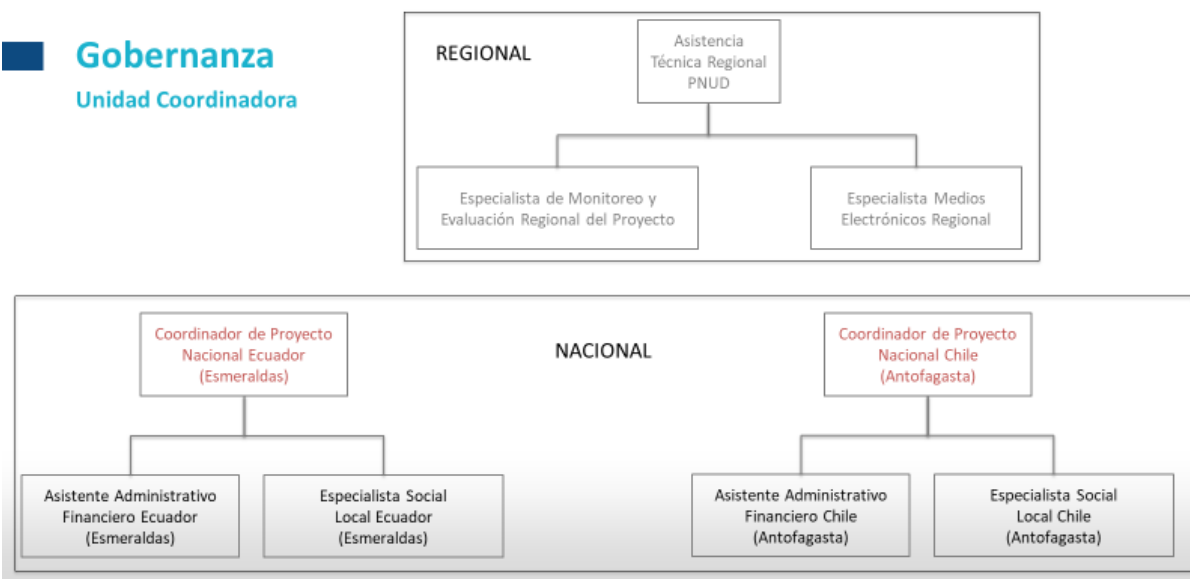 Gobernanza
Unidad Coordinadora
REGIONAL
Asistencia
Técnica Regional
PNUD
Especialista de Monitoreo y
Evaluación Regional del Proyecto
Especialista Medios
Electrónicos Regional
NACIONAL
Coordinador de Proyecto
Nacional Ecuador
(Esmeraldas)
Coordinador de Proyecto
Nacional Chile
(Antofagasta)
Asistente Administrativo
Financiero Ecuador
(Esmeraldas)
Especialista Social
Local Ecuador
(Esmeraldas)
Asistente Administrativo
Financiero Chile
(Antofagasta)
Especialista Social
Local Chile
(Antofagasta)